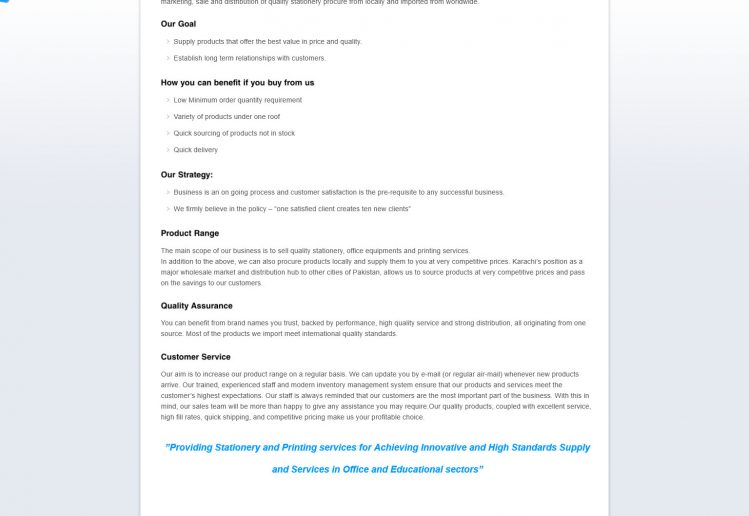 marketing, sale and distribution of quality stationery procure from locally and imported from worldwide.
Our Goal
Supply products that offer the best value in price and quality.
Establish long term relationships with customers.
How you can benefit if you buy from us
Low Minimum order quantity requirement
Variety of products under one roof
Quick sourcing of products not in stock
Quick delivery
Our Strategy:
Business is an on going process and customer satisfaction is the pre-requisite to any successful business.
We firmly believe in the policy – "one satisfied client creates ten new clients"
Product Range
The main scope of our business is to sell quality stationery, office equipments and printing services.
In addition to the above, we can also procure products locally and supply them to you at very competitive prices. Karachi's position as a
major wholesale market and distribution hub to other cities of Pakistan, allows us to source products at very competitive prices and pass
on the savings to our customers.
Quality Assurance
You can benefit from brand names you trust, backed by performance, high quality service and strong distribution, all originating from one
source. Most of the products we import meet international quality standards.
Customer Service
Our aim is to increase our product range on a regular basis. We can update you by e-mail (or regular air-mail) whenever new products
arrive. Our trained, experienced staff and modern inventory management system ensure that our products and services meet the
customer's highest expectations. Our staff is always reminded that our customers are the most important part of the business. With this in
mind, our sales team will be more than happy to give any assistance you may require.Our quality products, coupled with excellent service,
high fill rates, quick shipping, and competitive pricing make us your profitable choice.
"Providing Stationery and Printing services for Achieving Innovative and High Standards Supply
and Services in Office and Educational sectors"